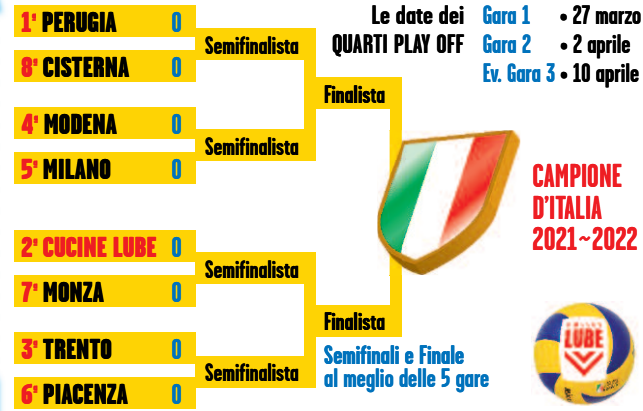 1ª PERUGIA 0
8ª CISTERNA 0
Semifinalista
4ª MODENA 0
5ª MILANO 0
Semifinalista
Finalista
2ª CUCINE LUBE 0
7ª MONZA 0
Semifinalista
3ª TRENTO 0
6ª PIACENZA 0
Semifinalista
Finalista
Le date dei
QUARTI PLAY OFF
Gara 1 • 27 marzo
Gara 2 • 2 aprile
Ev. Gara 3 • 10 aprile
CAMPIONE
D'ITALIA
2021~2022
Semifinali e Finale
al meglio delle 5 gare
VOLLEY
LUBE